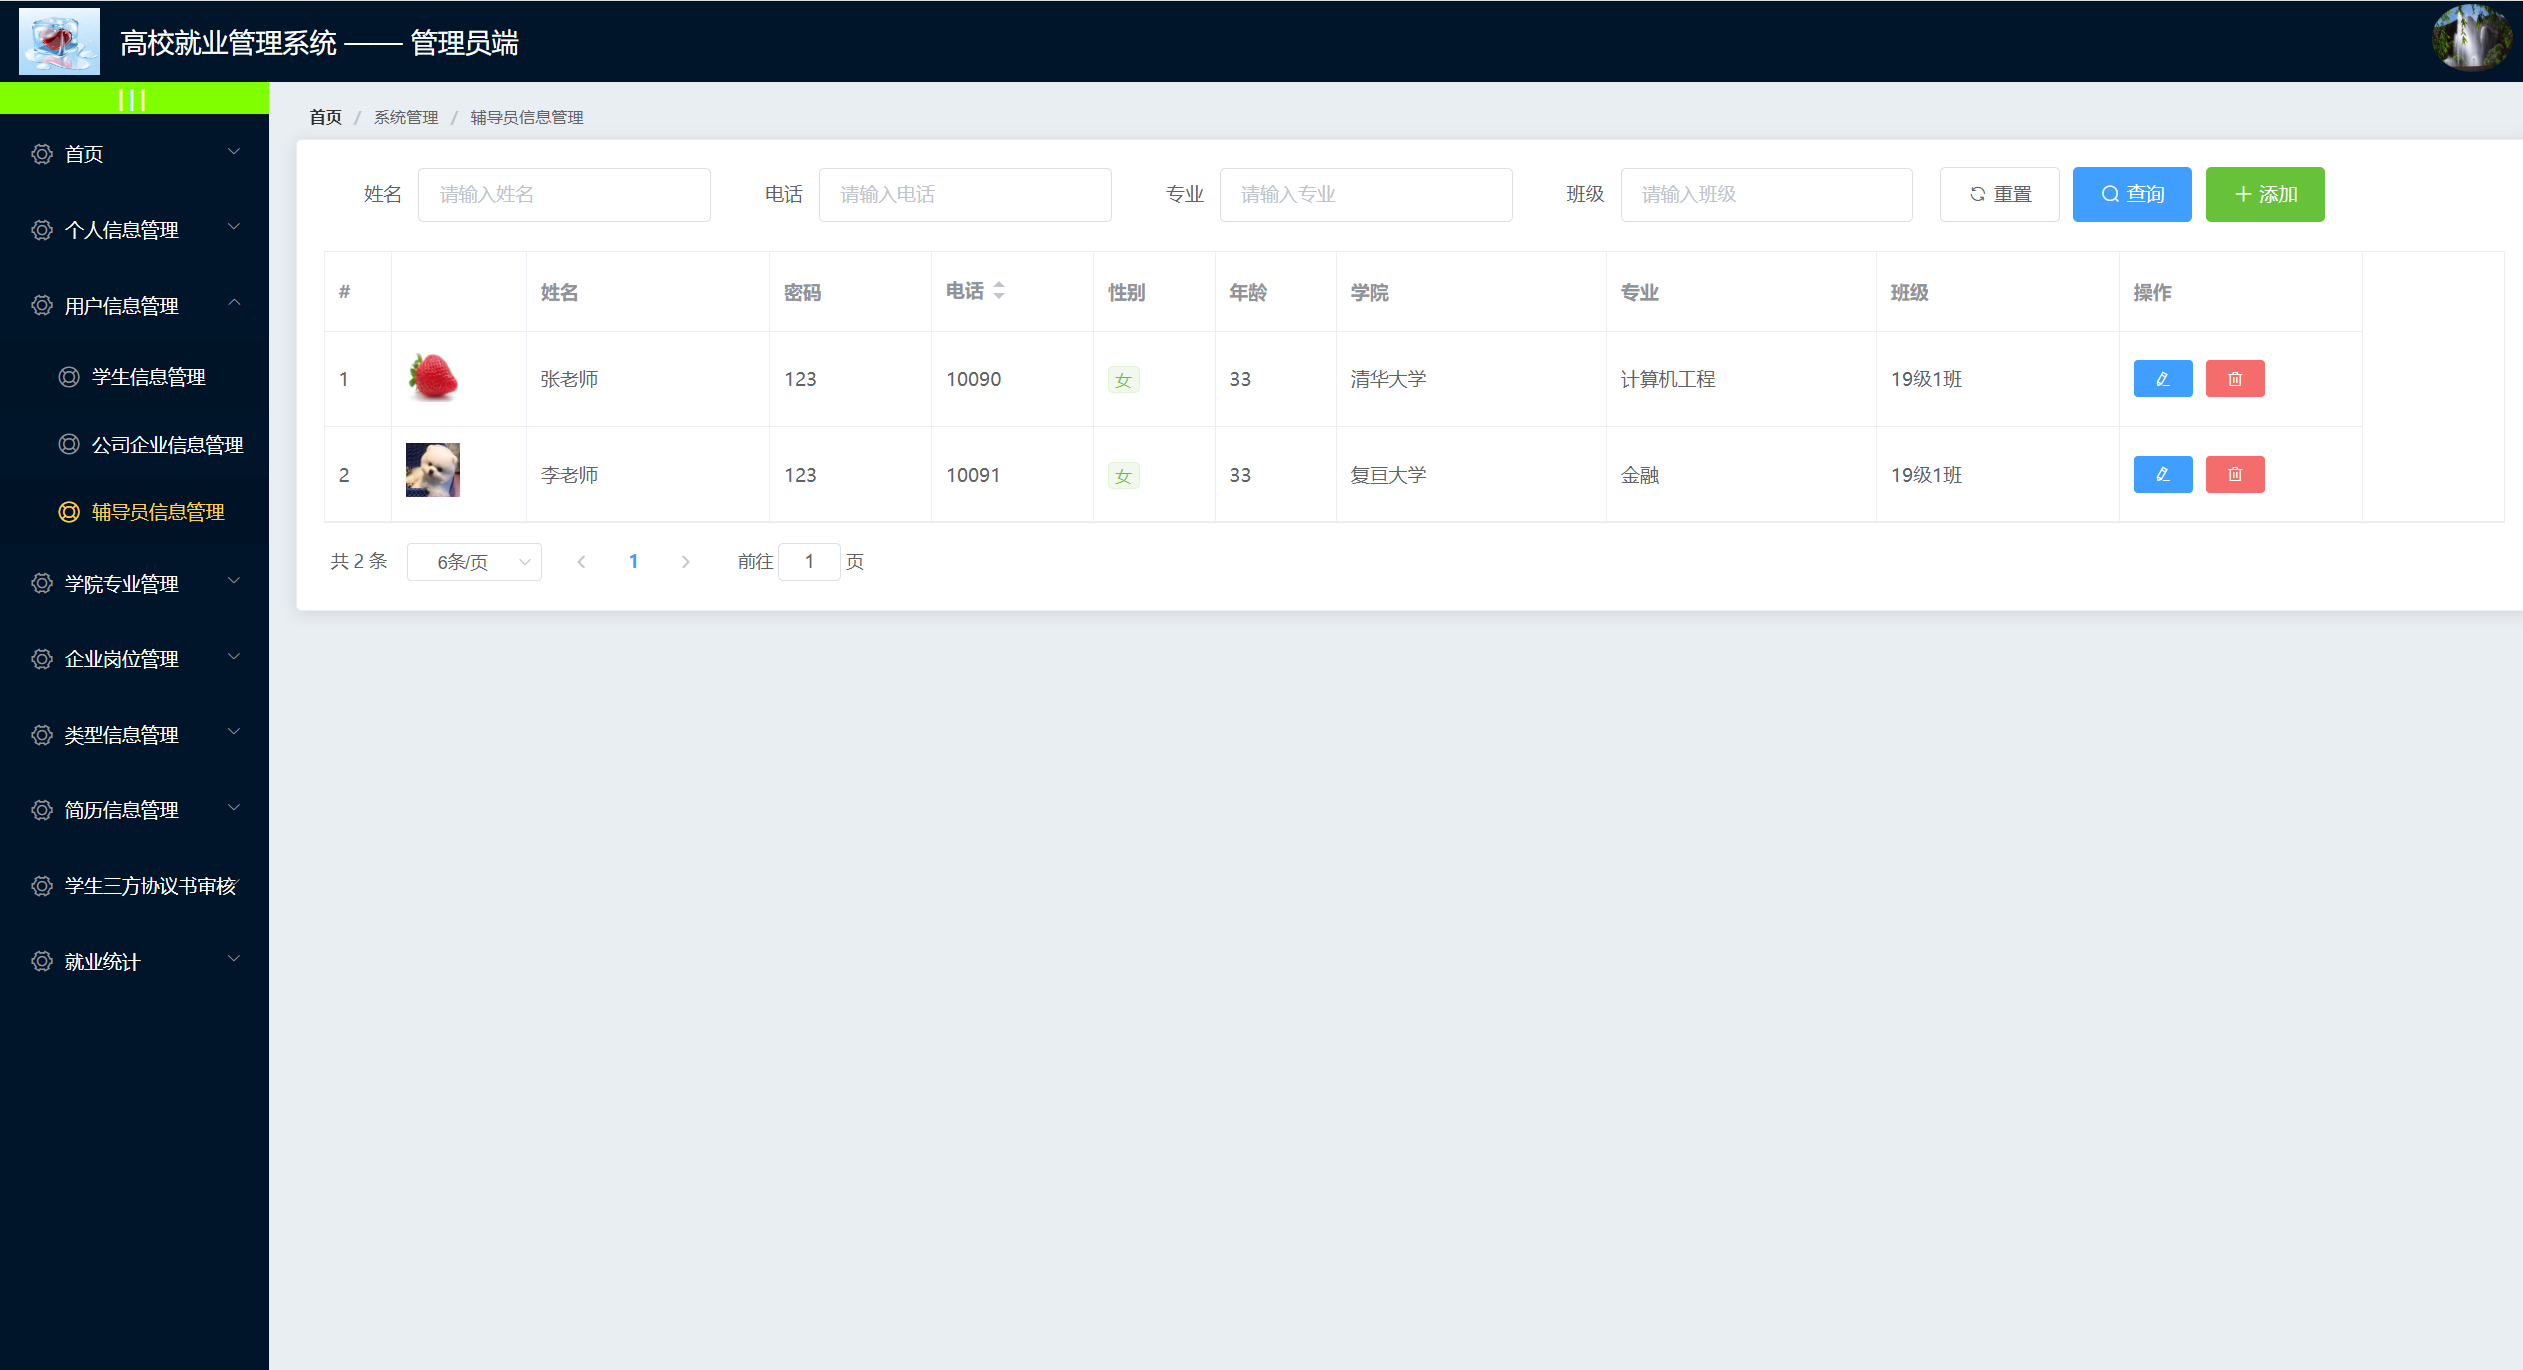 高校就业管理系统 —— 管理员端
|||
首页
个人信息管理
用户信息管理
学生信息管理
公司企业信息管理
辅导员信息管理
学院专业管理
企业岗位管理
类型信息管理
简历信息管理
学生三方协议书审核
就业统计
首页 / 系统管理 / 辅导员信息管理
姓名 请输入姓名 电话 请输入电话 专业 请输入专业 班级 请输入班级 重置 查询 添加
# 姓名 密码 电话 性别 年龄 学院 专业 班级 操作
1 张老师 123 10090 女 33 清华大学 计算机工程 19级1班
2 李老师 123 10091 女 33 复亘大学 金融 19级1班
共 2 条 6条/页 1 前往 1 页